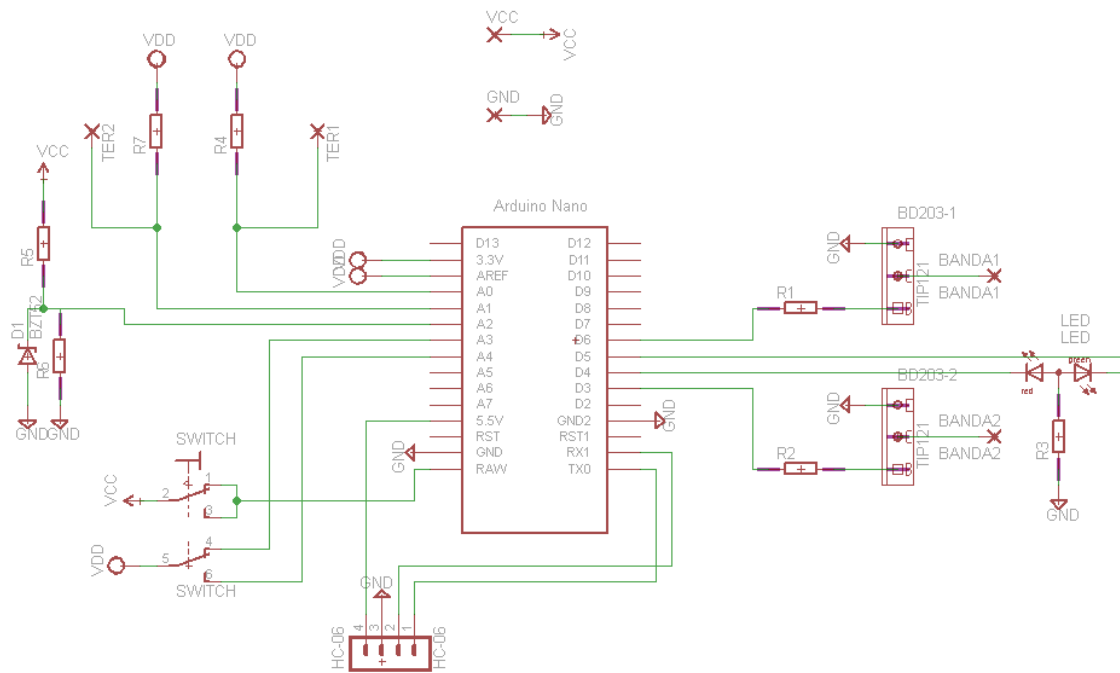 VCC
VCC
GND
GND
VDD
VDD
TER2
R7
R4
TER1
VCC
R5
D1
BZT52
R6
GND
GND
Arduino Nano
VDD
VDD
D13
3.3V
AREF
A0
A1
A2
A3
A4
A5
A6
A7
5.5V
RST
GND
RAW
D12
D11
D10
D9
D8
D7
D6
D5
D4
D3
D2
GND2
RST1
RX1
TX0
GND
GND
BD203-1
GND
C
E
B
TIP121
BANDA1
BANDA1
R1
LED
LED
red
green
BD203-2
GND
B
TIP121
BANDA2
BANDA2
R2
R3
GND
SWITCH
VCC
2
1
3
VDD
5
4
6
SWITCH
GND
HC-06
4
3
2
1
HC-06